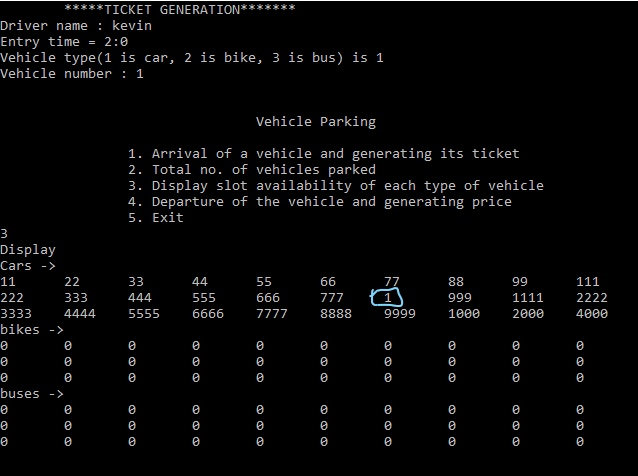 *****TICKET GENERATION*******
Driver name : kevin
Entry time = 2:0
Vehicle type(1 is car, 2 is bike, 3 is bus) is 1
Vehicle number : 1
Vehicle Parking
1. Arrival of a vehicle and generating its ticket
2. Total no. of vehicles parked
3. Display slot availability of each type of vehicle
4. Departure of the vehicle and generating price
5. Exit
3
Display
Cars ->
11 22 33 44 55 66 77 88 99 111
222 333 444 555 666 777 1 999 1111 2222
3333 4444 5555 6666 7777 8888 9999 1000 2000 4000
bikes ->
0 0 0 0 0 0 0 0 0 0
0 0 0 0 0 0 0 0 0 0
0 0 0 0 0 0 0 0 0 0
buses ->
0 0 0 0 0 0 0 0 0 0
0 0 0 0 0 0 0 0 0 0
0 0 0 0 0 0 0 0 0 0